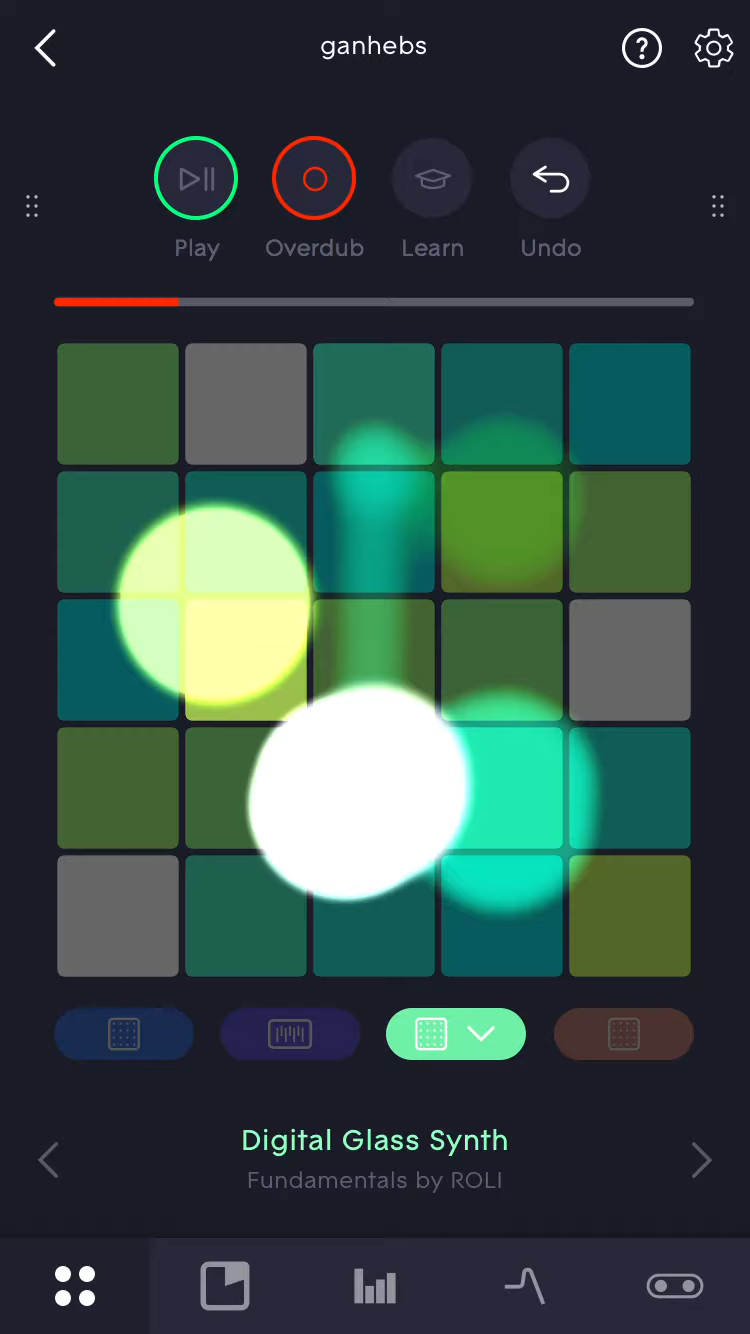 ganhebs
?
Play Overdub Learn Undo
Digital Glass Synth
Fundamentals by ROLI